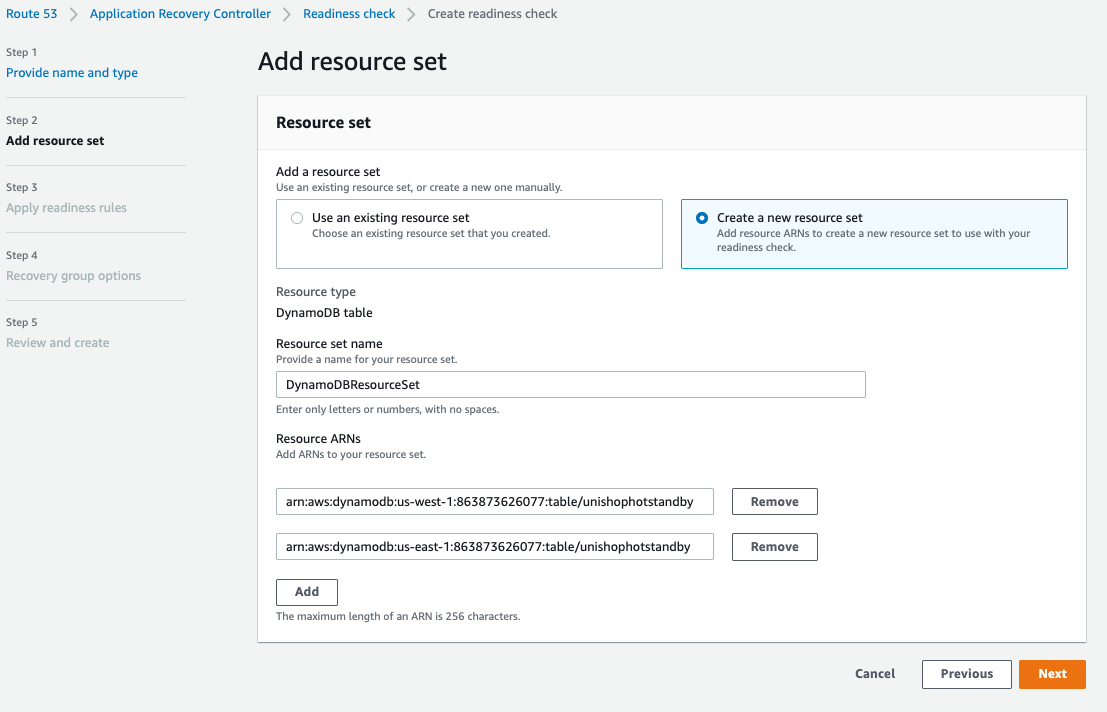 Route 53 > Application Recovery Controller > Readiness check > Create readiness check
Step 1
Provide name and type
Step 2
Add resource set
Step 3
Apply readiness rules
Step 4
Recovery group options
Step 5
Review and create
Add resource set
Resource set
Add a resource set
Use an existing resource set, or create a new one manually.
Use an existing resource set
Choose an existing resource set that you created.
Create a new resource set
Add resource ARNs to create a new resource set to use with your
readiness check.
Resource type
DynamoDB table
Resource set name
Provide a name for your resource set.
DynamoDBResourceSet
Enter only letters or numbers, with no spaces.
Resource ARNs
Add ARNs to your resource set.
arn:aws:dynamodb:us-west-1:863873626077:table/unishophotstandby Remove
arn:aws:dynamodb:us-east-1:863873626077:table/unishophotstandby Remove
Add
The maximum length of an ARN is 256 characters.
Cancel Previous Next